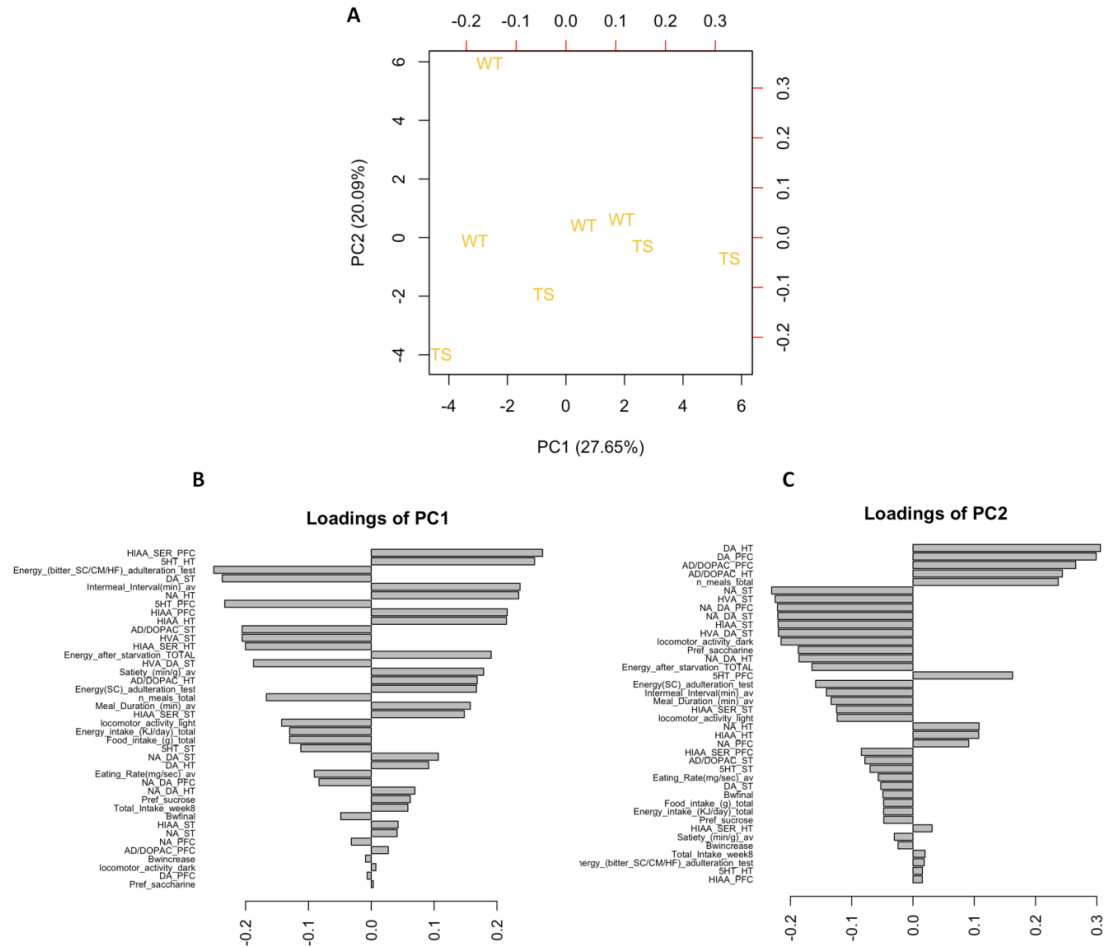 A
-0.2 -0.1 0.0 0.1 0.2 0.3
PC2 (20.09%)
6
4
2
0
-2
-4
WT
WT
WT
WT
TS
TS
TS
TS
0.3
0.2
0.1
0.0
-0.1
-0.2
-4 -2 0 2 4 6
PC1 (27.65%)
B
Loadings of PC1
HIAA_SER_PFC
5HT_HT
Energy_(bitter_SC/CM/HF)_adulteration_test
DA_ST
Intermeal_Interval(min)_av
NA_HT
5HT_PFC
HIAA_PFC
HIAA_HT
AD/DOPAC_ST
HVA_ST
HIAA_SER_HT
Energy_after_starvation_TOTAL
HVA_DA_ST
Satiety_(min/g)_av
AD/DOPAC_HT
Energy(SC)_adulteration_test
n_meals_total
Meal_Duration_(min)_av
HIAA_SER_ST
locomotor_activity_light
Energy_intake_(KJ/day)_total
Food_intake_(g)_total
5HT_ST
NA_DA_ST
DA_HT
Eating_Rate(mg/sec)_av
NA_DA_PFC
NA_DA_HT
Pref_sucrose
Total_Intake_week8
Bwfinal
HIAA_ST
NA_ST
NA_PFC
AD/DOPAC_PFC
Bwincrease
locomotor_activity_dark
DA_PFC
Pref_saccharine
-0.2 -0.1 0.0 0.1 0.2
C
Loadings of PC2
DA_HT
DA_PFC
AD/DOPAC_PFC
AD/DOPAC_HT
n_meals_total
NA_ST
HVA_ST
NA_DA_PFC
NA_DA_ST
HIAA_ST
HVA_DA_ST
locomotor_activity_dark
Pref_saccharine
NA_DA_HT
Energy_after_starvation_TOTAL
5HT_PFC
Energy(SC)_adulteration_test
Intermeal_Interval(min)_av
Meal_Duration_(min)_av
HIAA_SER_ST
locomotor_activity_light
NA_HT
HIAA_HT
NA_PFC
HIAA_SER_PFC
AD/DOPAC_ST
5HT_ST
Eating_Rate(mg/sec)_av
DA_ST
Bwfinal
Food_intake_(g)_total
Energy_intake_(KJ/day)_total
Pref_sucrose
HIAA_SER_HT
Satiety_(min/g)_av
Bwincrease
Total_Intake_week8
nergy_(bitter_SC/CM/HF)_adulteration_test
5HT_HT
HIAA_PFC
-0.2 -0.1 0.0 0.1 0.2 0.3